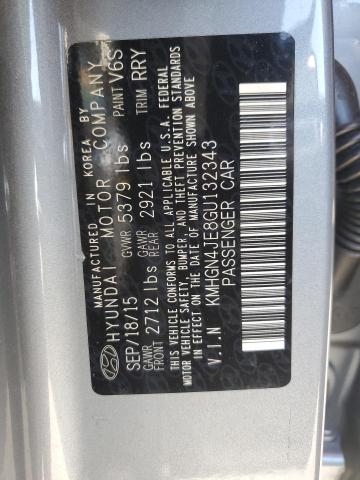 MANUFACTURED IN KOREA BY
HYUNDAI MOTOR COMPANY
SEP/18/15 GVWR 5379 lbs PAINT V6S
GAWR FRONT 2712 lbs GAWR REAR 2921 lbs TRIM RRY
THIS VEHICLE CONFORMS TO ALL APPLICABLE U.S.A. FEDERAL
MOTOR VEHICLE SAFETY, BUMPER, AND THEFT PREVENTION STANDARDS
IN EFFECT ON THE DATE OF MANUFACTURE SHOWN ABOVE.
V.I.N KMHGN4JE8GU132343
PASSENGER CAR